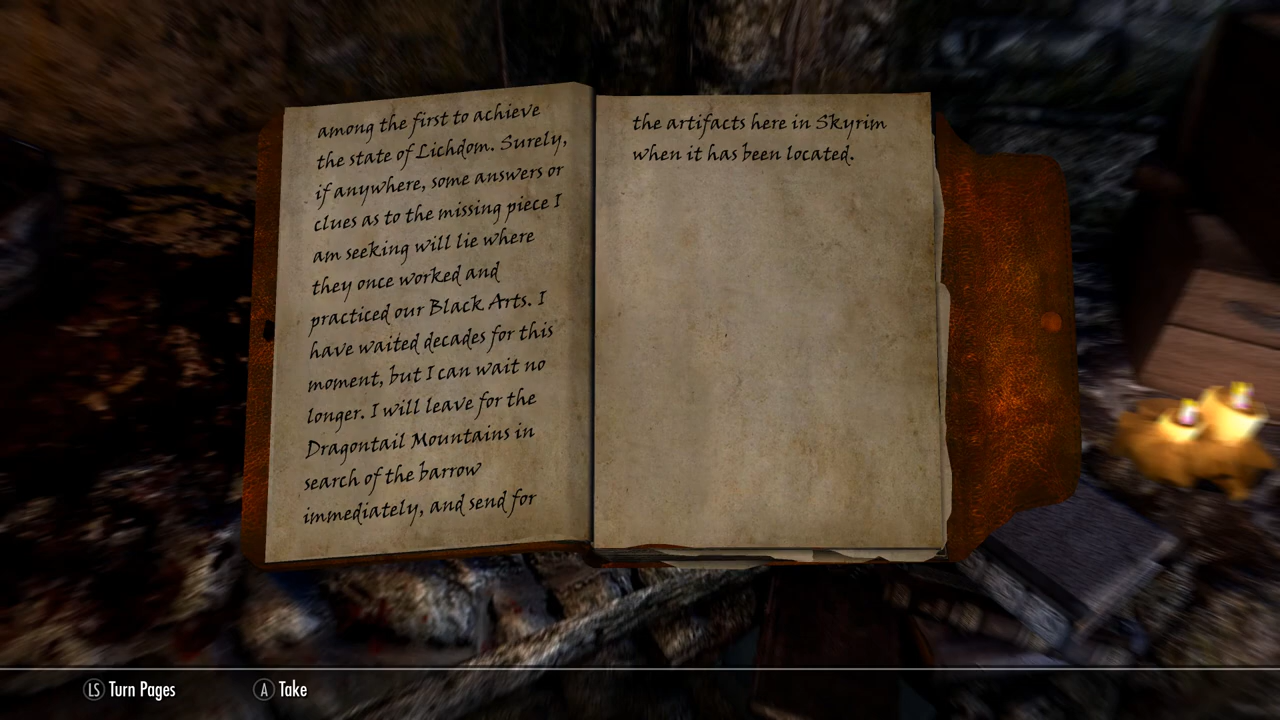 among the first to achieve
the state of Lichdom. Surely,
if anywhere, some answers or
clues as to the missing piece I
am seeking will lie where
they once worked and
practiced our Black Arts. I
have waited decades for this
moment, but I can wait no
longer. I will leave for the
Dragontail Mountains in
search of the barrow
immediately, and send for
the artifacts here in Skyrim
when it has been located.
LS Turn Pages
A Take